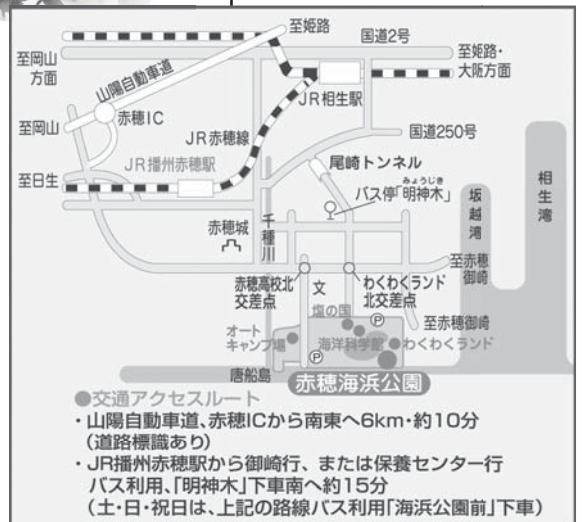 至姫路
国道2号
至岡山
方面
至姫路・
大阪方面
山陽自動車道
JR相生駅
赤穂IC
至岡山
JR赤穂線
国道250号
JR播州赤穂駅
尾崎トンネル
至日生
みょうじき
バス停「明神木」
坂越湾
相生湾
赤穂城
千種川
至赤穂
御崎
赤穂高校北
交差点
文
わくわくランド
北交差点
塩の国
P
至赤穂御崎
オート
キャンプ場
海洋科学館
わくわくランド
P
唐船島
赤穂海浜公園
●交通アクセスルート
・山陽自動車道、赤穂ICから南東へ6km・約10分
(道路標識あり)
・JR播州赤穂駅から御崎行、または保養センター行
バス利用、「明神木」下車南へ約15分
(土・日・祝日は、上記の路線バス利用「海浜公園前」下車)